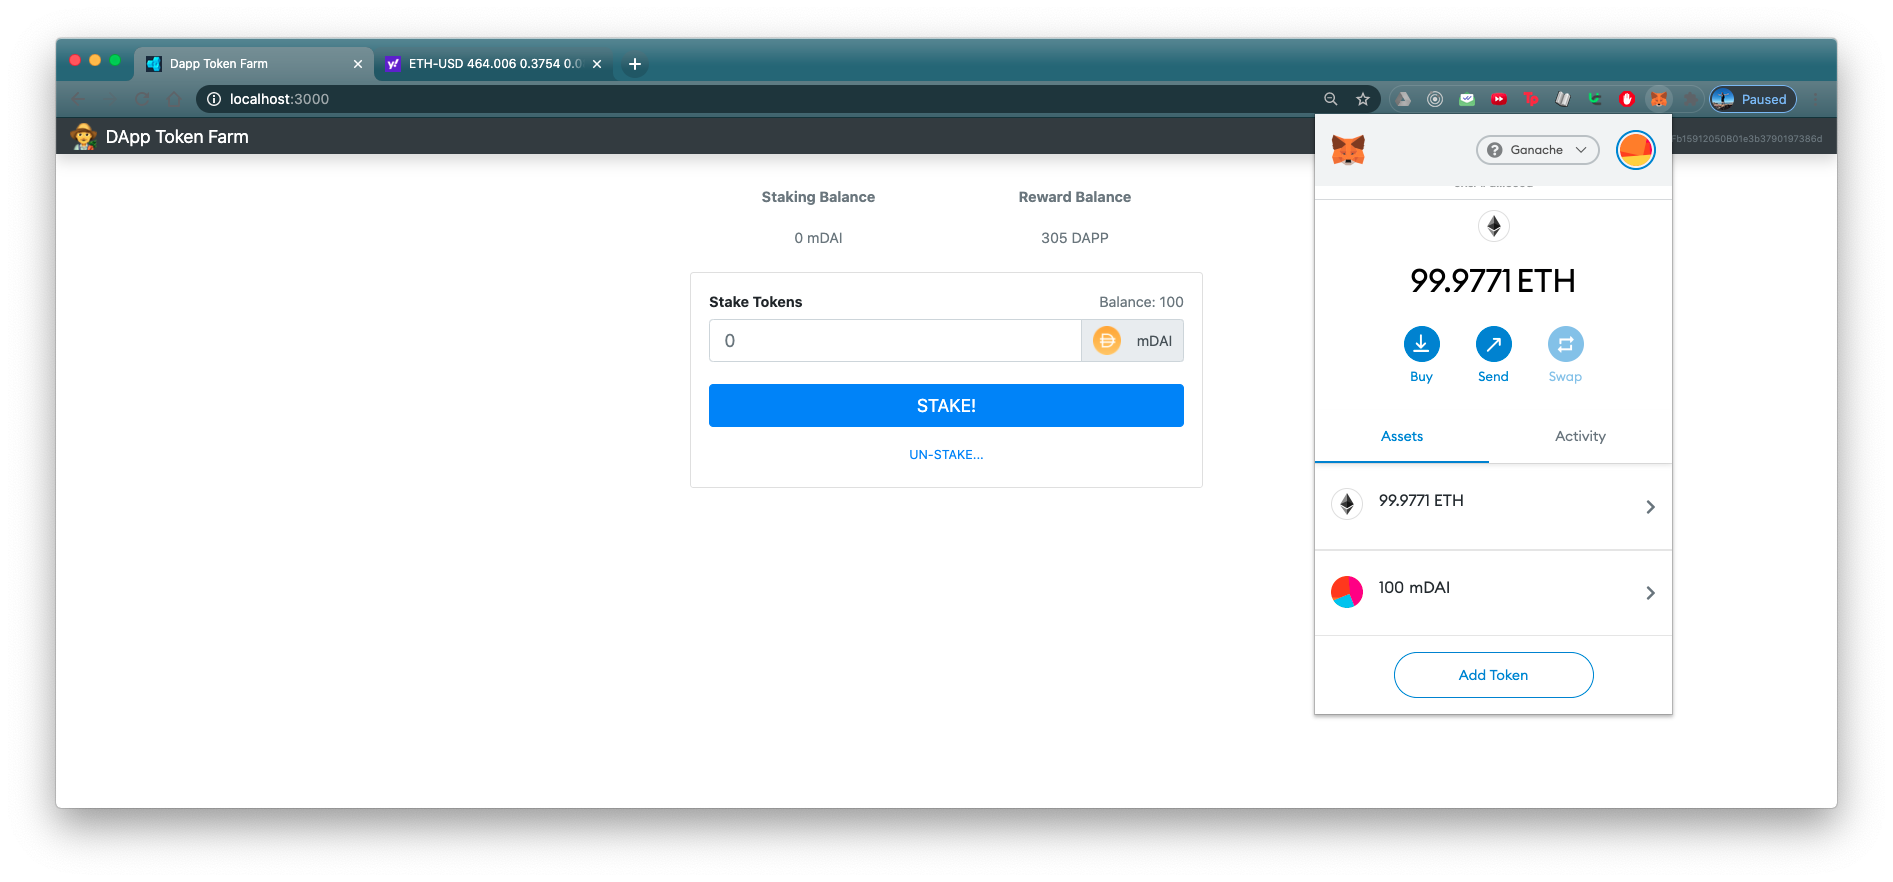 Dapp Token Farm
ETH-USD 464.006 0.3754 0.0
localhost:3000
Paused
DApp Token Farm
Fb15912050B01e3b3790197386d
Staking Balance
Reward Balance
0 mDAI
305 DAPP
Stake Tokens
Balance: 100
0
mDAI
STAKE!
UN-STAKE...
Ganache
99.9771 ETH
Buy
Send
Swap
Assets
Activity
99.9771 ETH
100 mDAI
Add Token